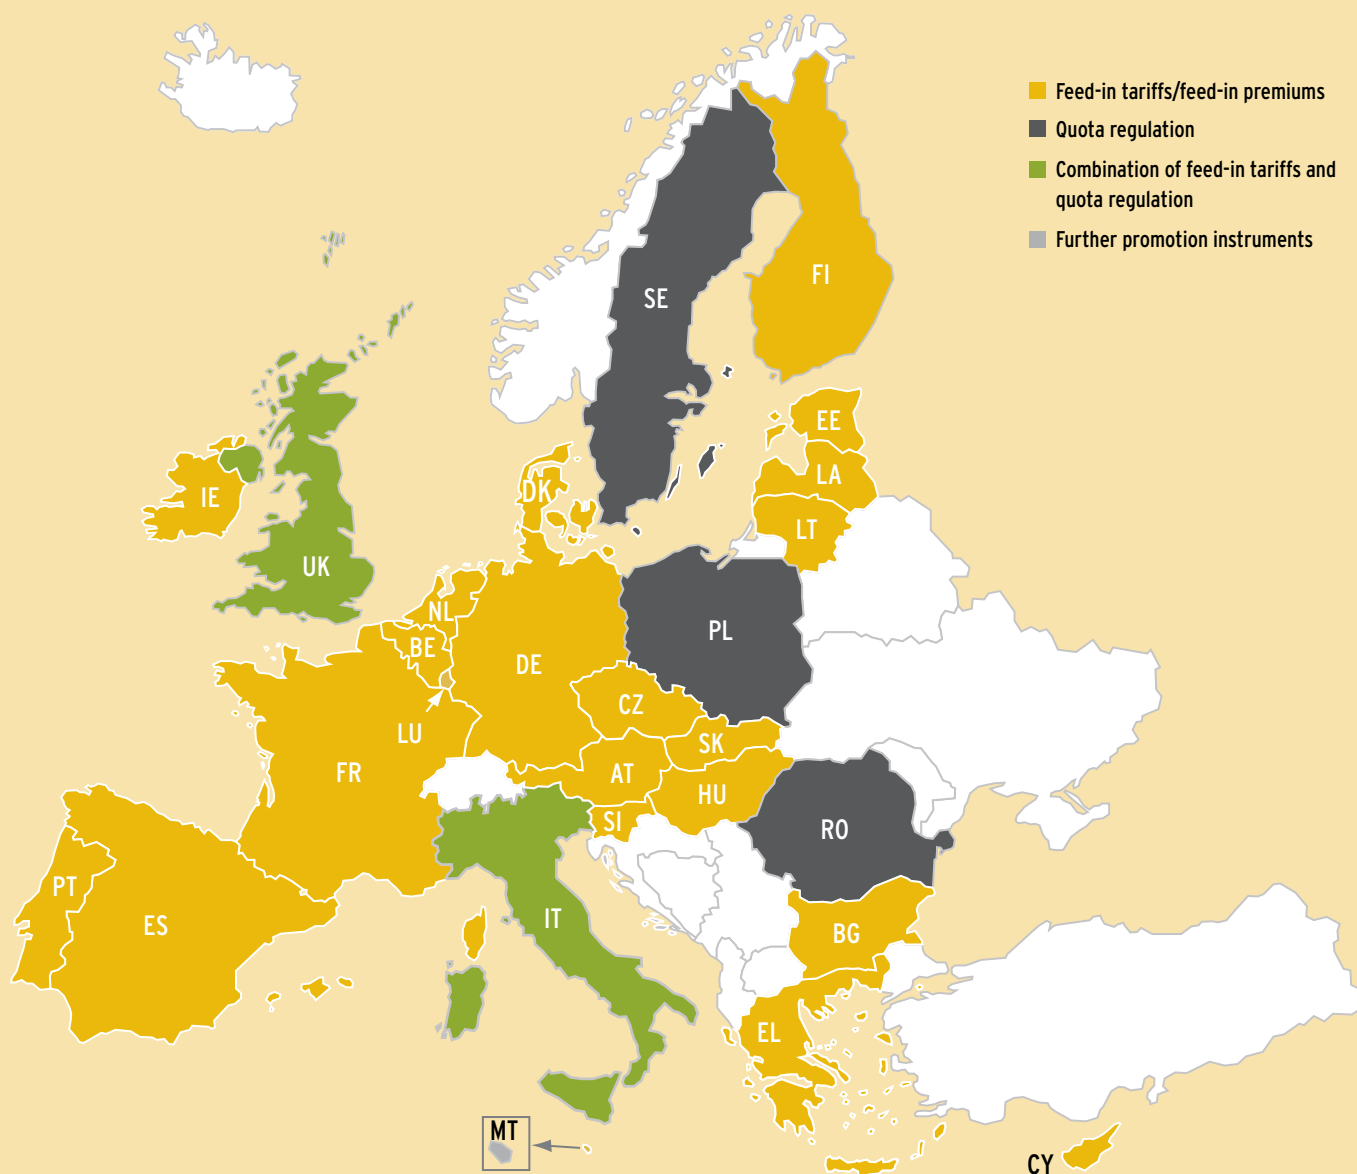 Feed-in tariffs/feed-in premiums
Quota regulation
Combination of feed-in tariffs and
quota regulation
Further promotion instruments
FI
SE
EE
LA
DK
IE
LT
UK
NL
PL
BE
DE
CZ
LU
SK
FR
AT
HU
SI
RO
PT
IT
ES
BG
EL
MT
CY